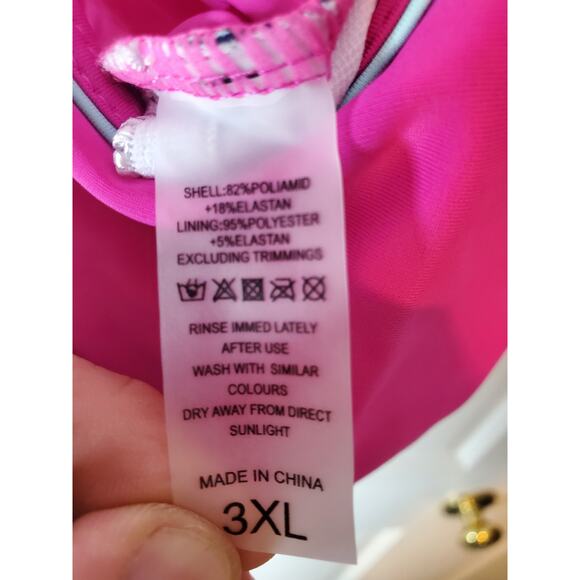 SHELL:82%POLIAMID
+18%ELASTAN
LINING:95%POLYESTER
+5%ELASTAN
EXCLUDING TRIMMINGS
RINSE IMMED LATELY
AFTER USE
WASH WITH SIMILAR
COLOURS
DRY AWAY FROM DIRECT
SUNLIGHT
MADE IN CHINA
3XL